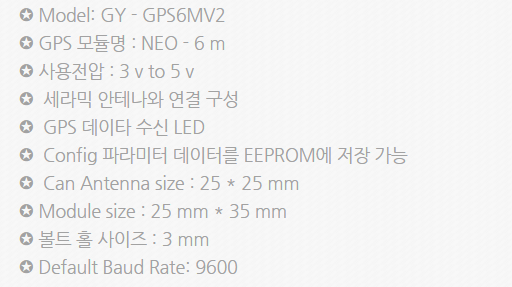 ✪ Model: GY - GPS6MV2
✪ GPS 모듈명 : NEO - 6 m
✪ 사용전압 : 3 v to 5 v
✪ 세라믹 안테나와 연결 구성
✪ GPS 데이타 수신 LED
✪ Config 파라미터 데이터를 EEPROM에 저장 가능
✪ Can Antenna size : 25 * 25 mm
✪ Module size : 25 mm * 35 mm
✪ 볼트 홀 사이즈 : 3 mm
✪ Default Baud Rate: 9600